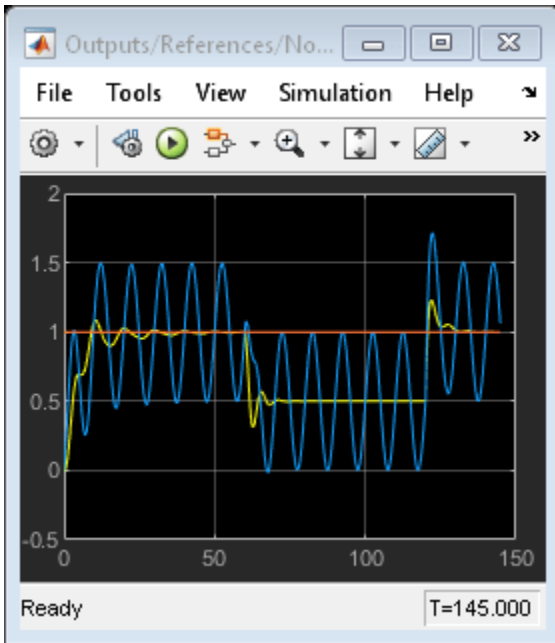 Outputs/References/No...
File Tools View Simulation Help
2
1.5
1
0.5
0
-0.5
0 50 100 150
Ready T=145.000